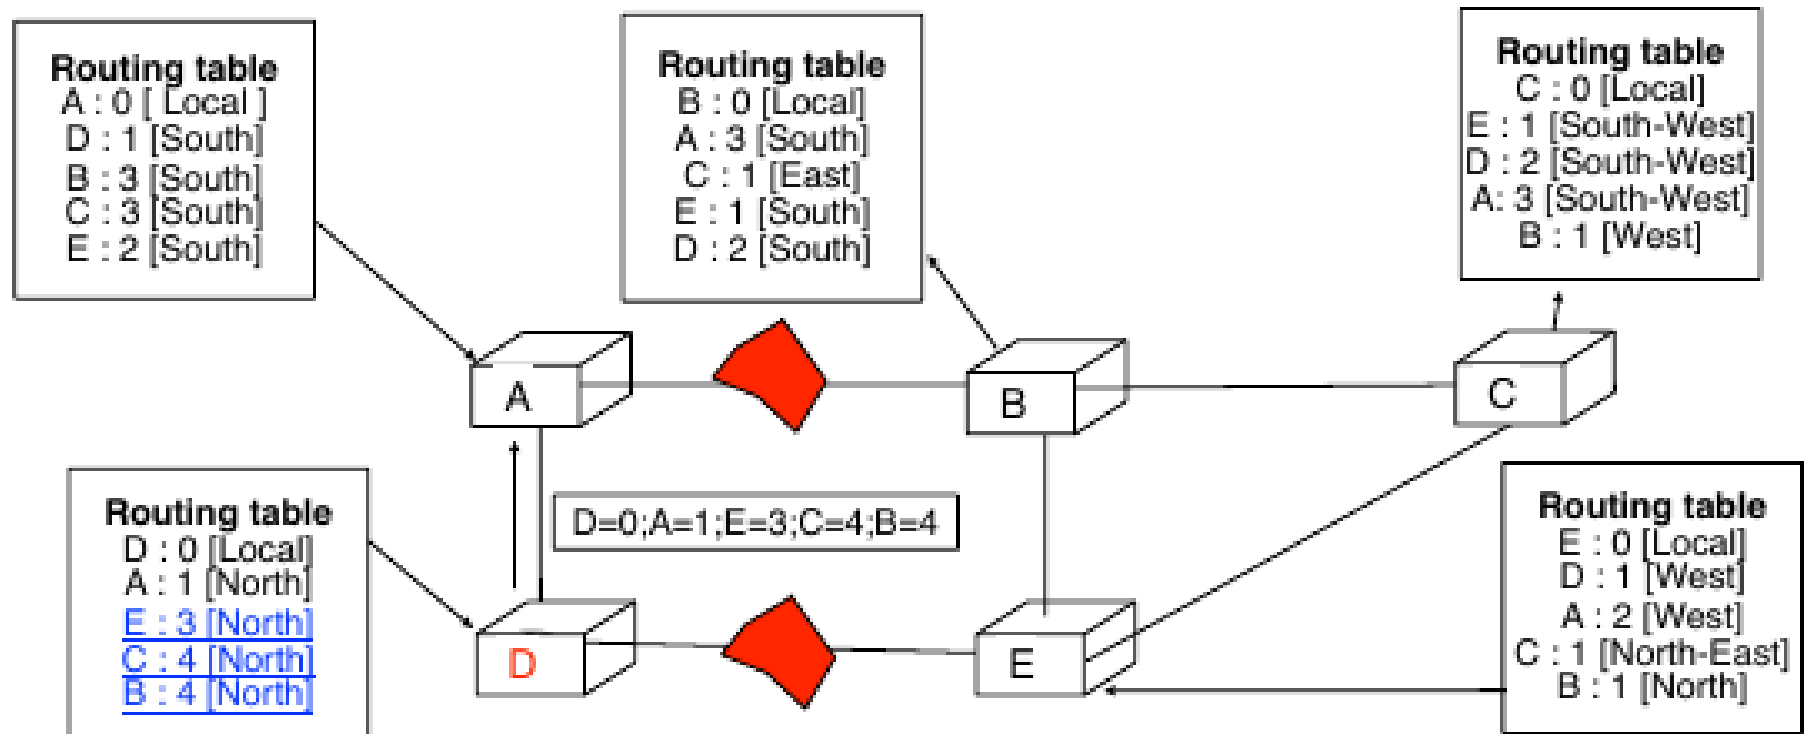 Routing table
A : 0 [ Local ]
D : 1 [South]
B : 3 [South]
C : 3 [South]
E : 2 [South]
Routing table
B : 0 [Local]
A : 3 [South]
C : 1 [East]
E : 1 [South]
D : 2 [South]
Routing table
C : 0 [Local]
E : 1 [South-West]
D : 2 [South-West]
A: 3 [South-West]
B : 1 [West]
A
B
C
Routing table
D : 0 [Local]
A : 1 [North]
E : 3 [North]
C : 4 [North]
B : 4 [North]
D=0;A=1;E=3;C=4;B=4
D
E
Routing table
E : 0 [Local]
D : 1 [West]
A : 2 [West]
C : 1 [North-East]
B : 1 [North]